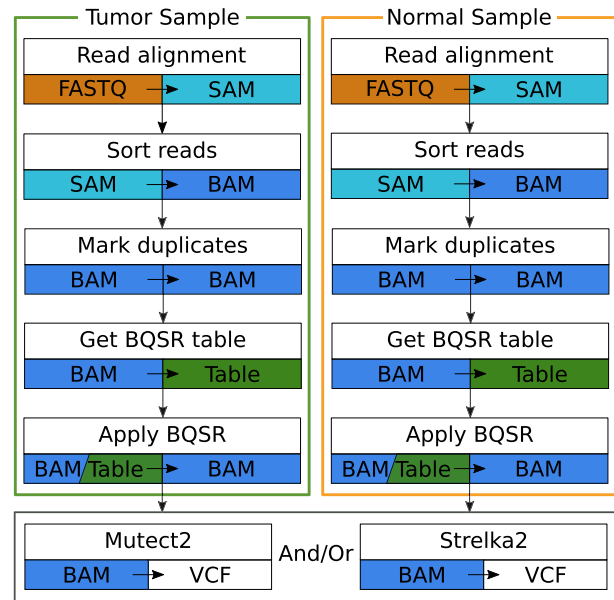 Tumor Sample
Normal Sample
Read alignment
FASTQ SAM
Sort reads
SAM BAM
Mark duplicates
BAM BAM
Get BQSR table
BAM Table
Apply BQSR
BAM/Table BAM
Read alignment
FASTQ SAM
Sort reads
SAM BAM
Mark duplicates
BAM BAM
Get BQSR table
BAM Table
Apply BQSR
BAM/Table BAM
Mutect2
BAM VCF
And/Or
Strelka2
BAM VCF